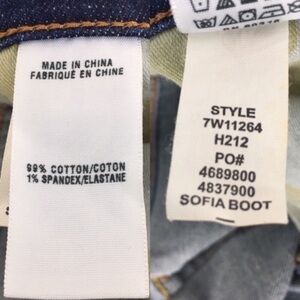 MADE IN CHINA
FABRIQUÉ EN CHINE
99% COTTON/COTON
1% SPANDEX/ELASTANE
STYLE
7W11264
H212
PO#
4689800
4837900
SOFIA BOOT